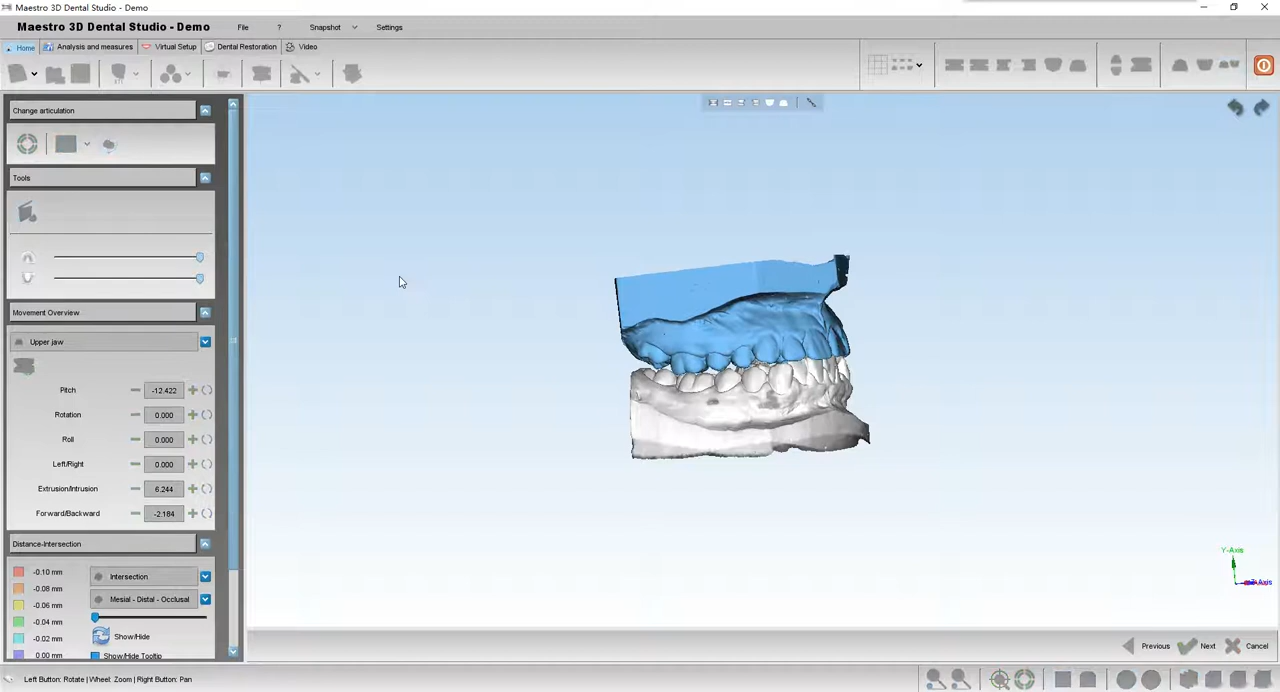 Maestro 3D Dental Studio - Demo
Maestro 3D Dental Studio - Demo File ? Snapshot Settings
Home Analysis and measures Virtual Setup Dental Restoration Video
Change articulation
Tools
Movement Overview
Upper jaw
Pitch -12.422
Rotation 0.000
Roll 0.000
Left/Right 0.000
Extrusion/Intrusion 6.244
Forward/Backward -2.184
Distance-Intersection
-0.10 mm Intersection
-0.08 mm
-0.06 mm Mesial - Distal - Occlusal
-0.04 mm
-0.02 mm Show/Hide
0.00 mm Show/Hide Tooltip
Y-Axis
Z-Axis
Previous Next Cancel
Left Button: Rotate | Wheel: Zoom | Right Button: Pan